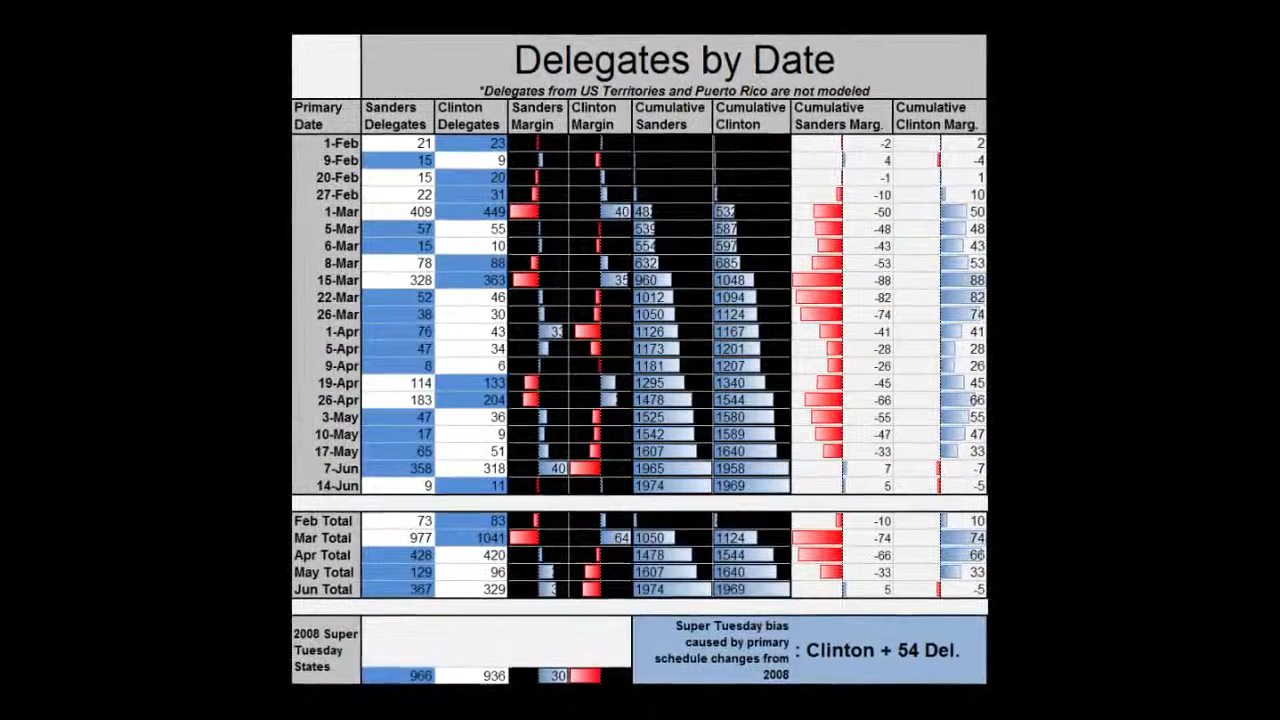 Delegates by Date
*Delegates from US Territories and Puerto Rico are not modeled
Primary Date Sanders Delegates Clinton Delegates Sanders Margin Clinton Margin Cumulative Sanders Cumulative Clinton Cumulative Sanders Marg. Cumulative Clinton Marg.
1-Feb 21 23 -2 2
9-Feb 15 9 4 -4
20-Feb 15 20 -1 1
27-Feb 22 31 -10 10
1-Mar 409 449 40 482 532 -50 50
5-Mar 57 55 539 587 -48 48
6-Mar 15 10 554 597 -43 43
8-Mar 78 88 632 685 -53 53
15-Mar 328 363 35 960 1048 -88 88
22-Mar 52 46 1012 1094 -82 82
26-Mar 38 30 1050 1124 -74 74
1-Apr 76 43 33 1126 1167 -41 41
5-Apr 47 34 1173 1201 -28 28
9-Apr 8 6 1181 1207 -26 26
19-Apr 114 133 1295 1340 -45 45
26-Apr 183 204 1478 1544 -66 66
3-May 47 36 1525 1580 -55 55
10-May 17 9 1542 1589 -47 47
17-May 65 51 1607 1640 -33 33
7-Jun 358 318 40 1965 1958 7 -7
14-Jun 9 11 1974 1969 5 -5
Feb Total 73 83 -10 10
Mar Total 977 1041 64 1050 1124 -74 74
Apr Total 428 420 1478 1544 -66 66
May Total 129 96 1607 1640 -33 33
Jun Total 367 329 1974 1969 5 -5
2008 Super
Tuesday
States
966 936 30
Super Tuesday bias
caused by primary
schedule changes from
2008
: Clinton + 54 Del.